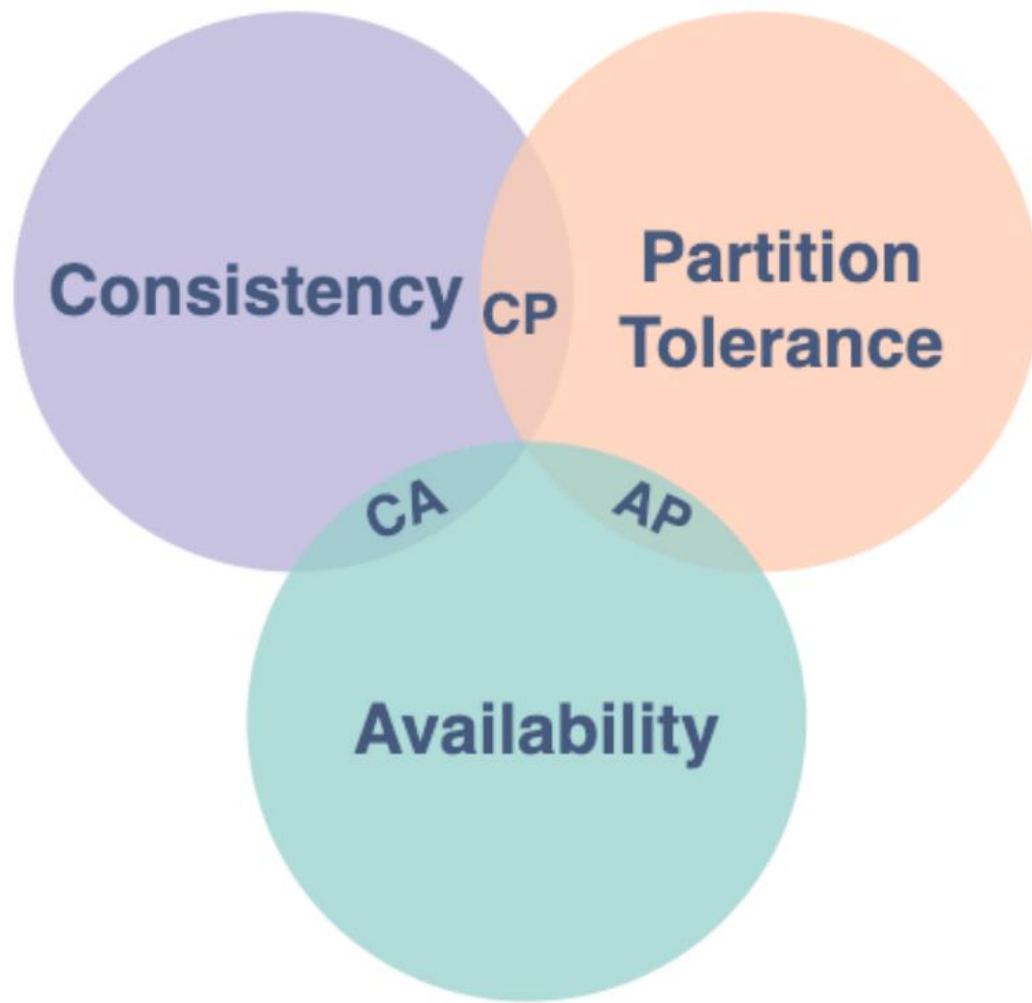 Consistency
CP
Partition
Tolerance
CA
AP
Availability